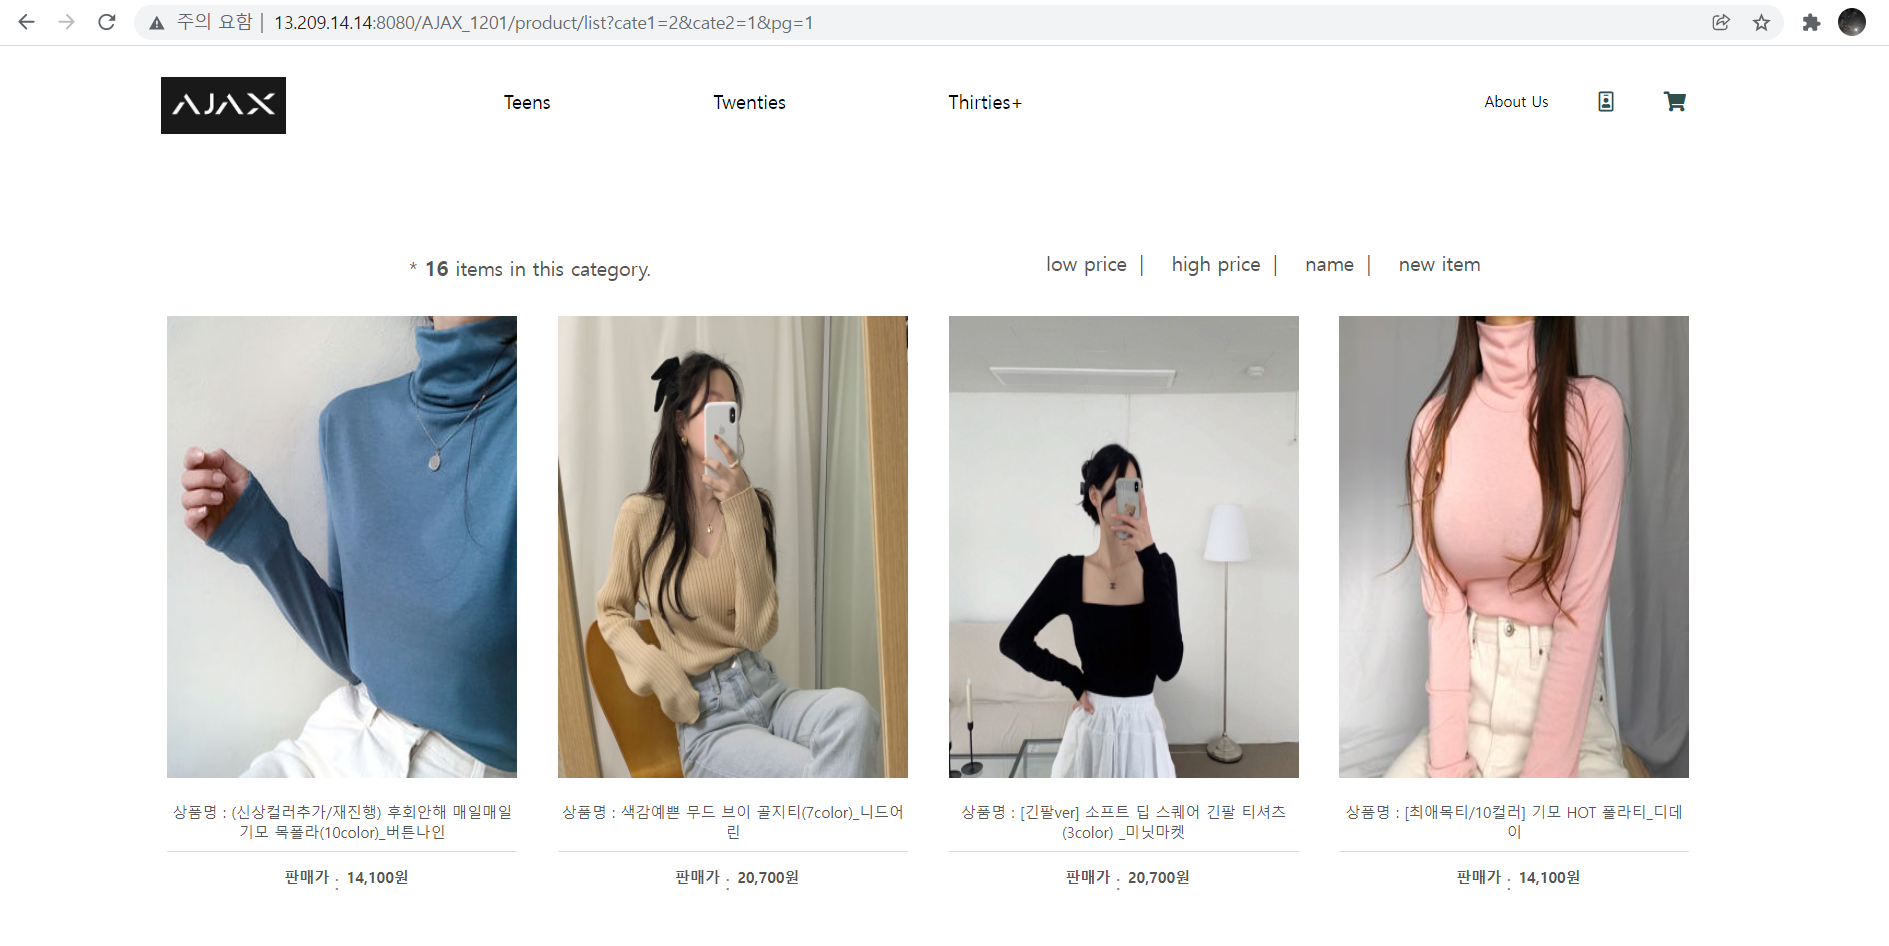 주의 요함 | 13.209.14.14:8080/AJAX_1201/product/list?cate1=2&cate2=1&pg=1
AJAX Teens Twenties Thirties+ About Us
* 16 items in this category. low price | high price | name | new item
상품명 : (신상컬러추가/재진행) 후회안해 매일매일
기모 목폴라(10color)_버튼나인
판매가 : 14,100원
상품명 : 색감예쁜 무드 브이 골지티(7color)_니드어
린
판매가 : 20,700원
상품명 : [긴팔ver] 소프트 딥 스퀘어 긴팔 티셔츠
(3color) _미닛마켓
판매가 : 20,700원
상품명 : [최애목티/10컬러] 기모 HOT 폴라티_디데
이
판매가 : 14,100원